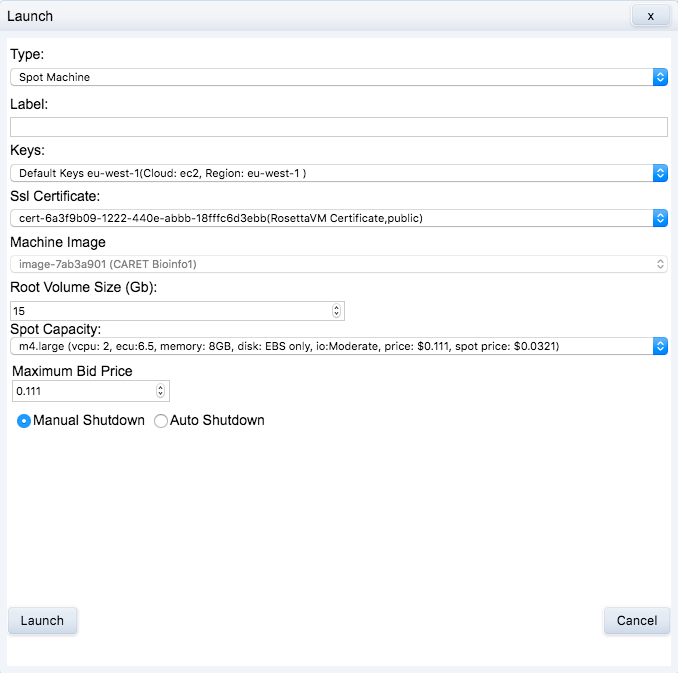 Launch
x
Type:
Spot Machine
Label:
Keys:
Default Keys eu-west-1(Cloud: ec2, Region: eu-west-1 )
Ssl Certificate:
cert-6a3f9b09-1222-440e-abbb-18fffc6d3ebb(RosettaVM Certificate,public)
Machine Image
image-7ab3a901 (CARET Bioinfo1)
Root Volume Size (Gb):
15
Spot Capacity:
m4.large (vcpu: 2, ecu:6.5, memory: 8GB, disk: EBS only, io:Moderate, price: $0.111, spot price: $0.0321)
Maximum Bid Price
0.111
Manual Shutdown Auto Shutdown
Launch Cancel